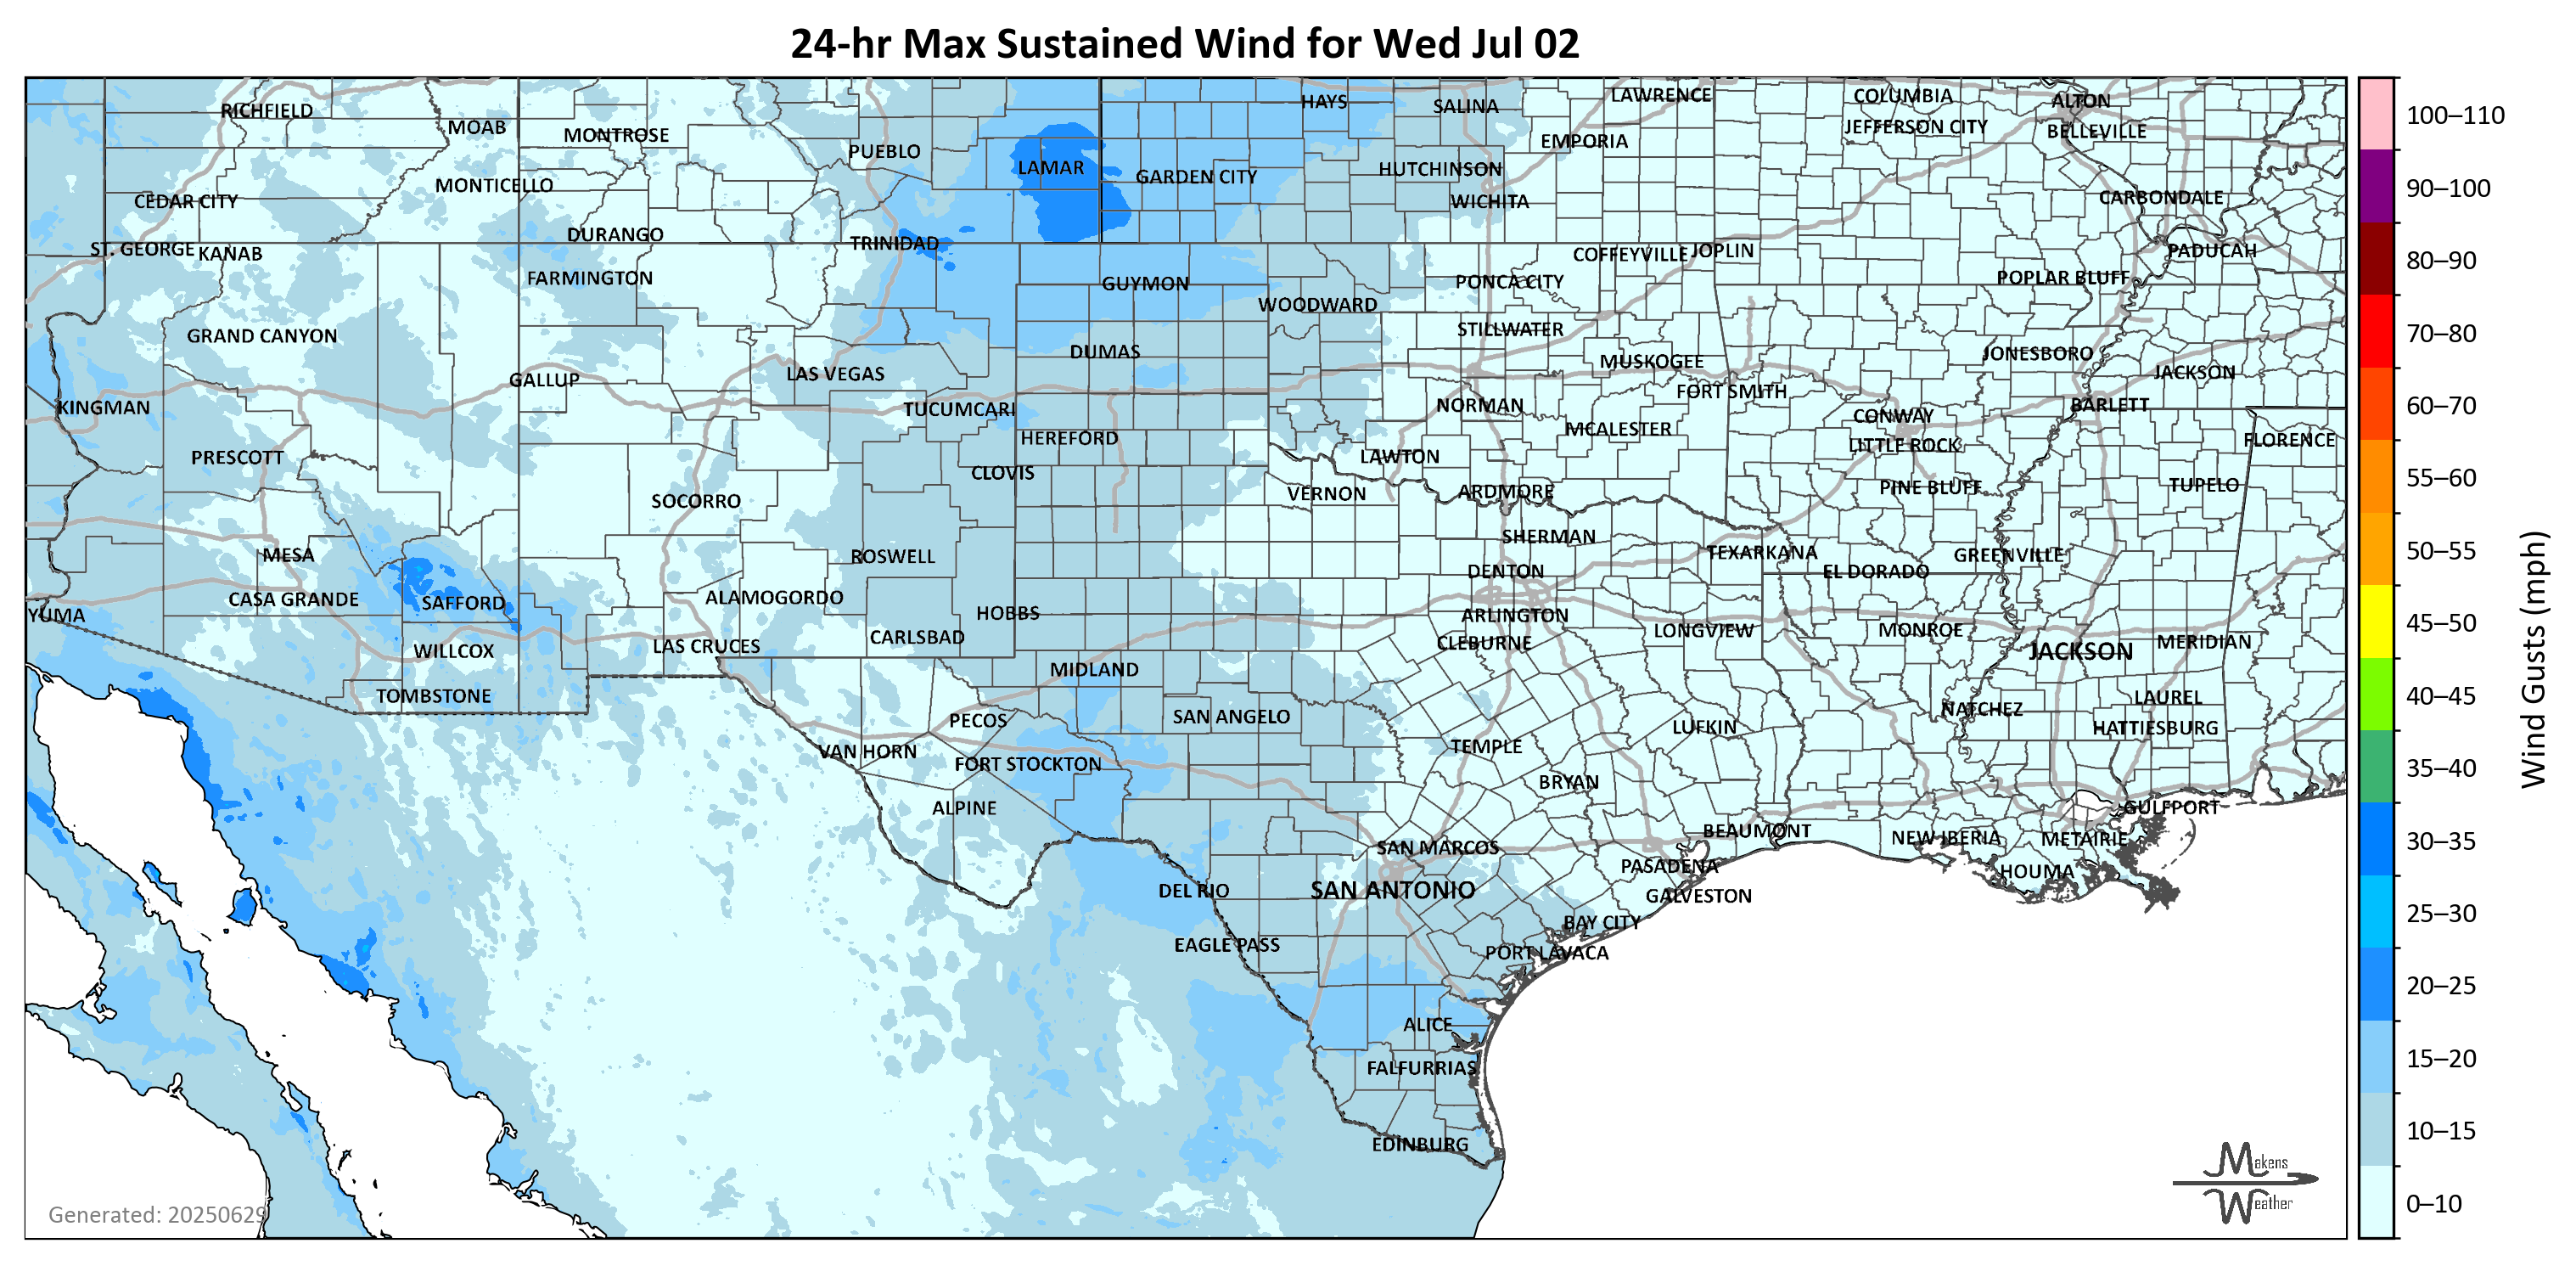 24-hr Max Sustained Wind for Wed Jul 02
RICHFIELD
MOAB
MONTROSE
PUEBLO
LAMAR
HAYS
SALINA
LAWRENCE
COLUMBIA
ALTON
JEFFERSON CITY
BELLEVILLE
EMPORIA
CEDAR CITY
MONTICELLO
GARDEN CITY
HUTCHINSON
WICHITA
CARBONDALE
ST. GEORGE
KANAB
DURANGO
TRINIDAD
COFFEYVILLE
JOPLIN
PADUCAH
FARMINGTON
GUYMON
WOODWARD
PONCA CITY
POPLAR BLUFF
GRAND CANYON
STILLWATER
DUMAS
MUSKOGEE
JONESBORO
JACKSON
GALLUP
LAS VEGAS
FORT SMITH
KINGMAN
TUCUMCARI
NORMAN
CONWAY
BARLETT
HEREFORD
MCALESTER
LITTLE ROCK
FLORENCE
PRESCOTT
CLOVIS
LAWTON
SOCORRO
VERNON
ARDMORE
PINE BLUFF
TUPELO
MESA
ROSWELL
SHERMAN
TEXARKANA
GREENVILLE
DENTON
EL DORADO
YUMA
CASA GRANDE
SAFFORD
ALAMOGORDO
HOBBS
ARLINGTON
WILLCOX
LAS CRUCES
CARLSBAD
CLEBURNE
LONGVIEW
MONROE
JACKSON
MERIDIAN
MIDLAND
TOMBSTONE
PECOS
SAN ANGELO
LUFKIN
NATCHEZ
LAUREL
HATTIESBURG
VAN HORN
FORT STOCKTON
TEMPLE
BRYAN
ALPINE
BEAUMONT
NEW IBERIA
METAIRIE
GULFPORT
SAN MARCOS
PASADENA
HOUMA
DEL RIO
SAN ANTONIO
GALVESTON
EAGLE PASS
BAY CITY
PORT LAVACA
ALICE
FALFURRIAS
EDINBURG
Generated: 20250629
Makens
Weather
100–110
90–100
80–90
70–80
60–70
55–60
50–55
45–50
40–45
35–40
30–35
25–30
20–25
15–20
10–15
0–10
Wind Gusts (mph)